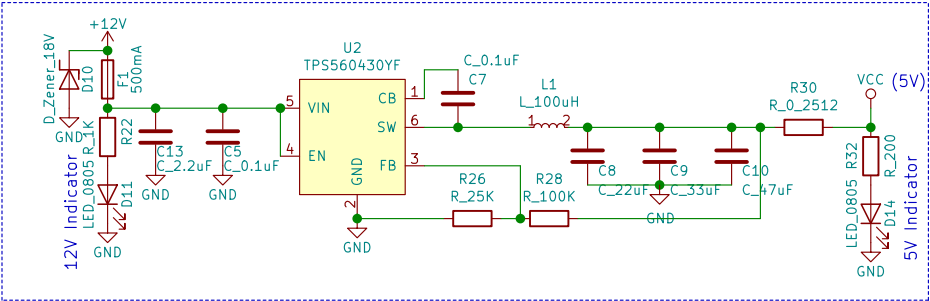 +12V
D_Zener_18V
D10
F1
500mA
GND
12V Indicator
LED_0805
R_1K
R22
D11
GND
C13
C_2.2uF
GND
C5
C_0.1uF
GND
U2
TPS560430YF
5
VIN
4
EN
CB
1
SW
6
FB
3
GND
2
GND
C_0.1uF
C7
L1
L_100uH
1
2
R26
R_25K
R28
R_100K
C8
C_22uF
C9
C_33uF
C10
C_47uF
GND
R30
R_0_2512
VCC
(5V)
R32
R_200
LED_0805
D14
GND
5V Indicator